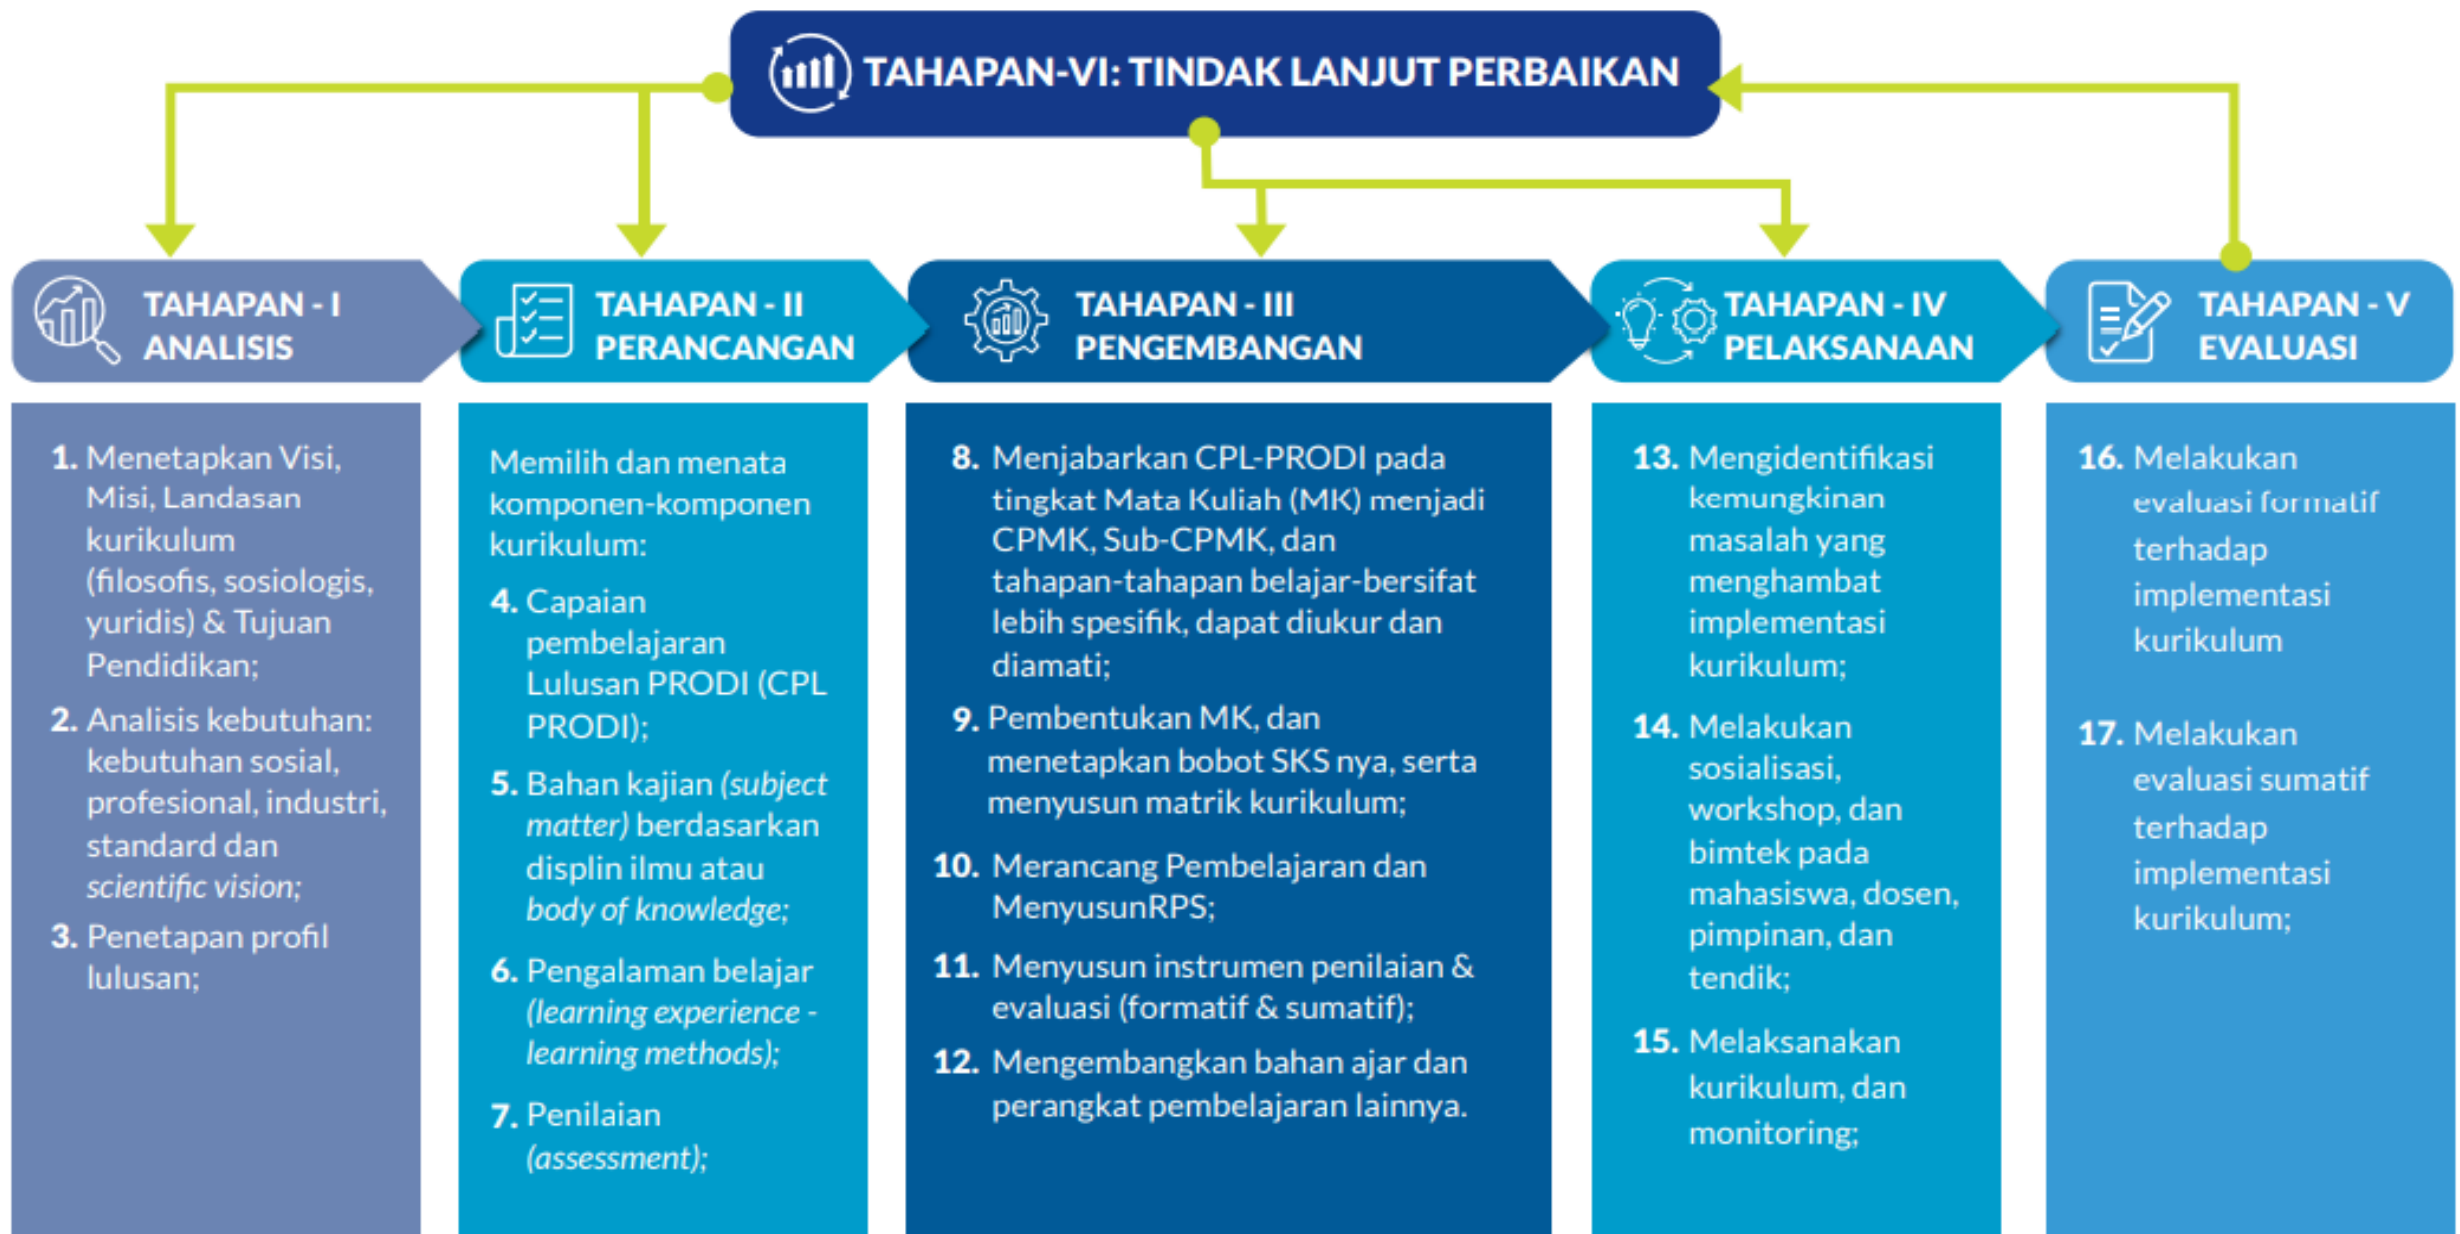 TAHAPAN-VI: TINDAK LANJUT PERBAIKAN
TAHAPAN - I
ANALISIS
1. Menetapkan Visi,
Misi, Landasan
kurikulum
(filosofis, sosiologis,
yuridis) & Tujuan
Pendidikan;
2. Analisis kebutuhan:
kebutuhan sosial,
profesional, industri,
standard dan
scientific vision;
3. Penetapan profil
lulusan;
TAHAPAN - II
PERANCANGAN
Memilih dan menata
komponen-komponen
kurikulum:
4. Capaian
pembelajaran
Lulusan PRODI (CPL
PRODI);
5. Bahan kajian (subject
matter) berdasarkan
displin ilmu atau
body of knowledge;
6. Pengalaman belajar
(learning experience -
learning methods);
7. Penilaian
(assessment);
TAHAPAN - III
PENGEMBANGAN
8. Menjabarkan CPL-PRODI pada
tingkat Mata Kuliah (MK) menjadi
CPMK, Sub-CPMK, dan
tahapan-tahapan belajar-bersifat
lebih spesifik, dapat diukur dan
diamati;
9. Pembentukan MK, dan
menetapkan bobot SKS nya, serta
menyusun matrik kurikulum;
10. Merancang Pembelajaran dan
MenyusunRPS;
11. Menyusun instrumen penilaian &
evaluasi (formatif & sumatif);
12. Mengembangkan bahan ajar dan
perangkat pembelajaran lainnya.
TAHAPAN - IV
PELAKSANAAN
13. Mengidentifikasi
kemungkinan
masalah yang
menghambat
implementasi
kurikulum;
14. Melakukan
sosialisasi,
workshop, dan
bimtek pada
mahasiswa, dosen,
pimpinan, dan
tendik;
15. Melaksanakan
kurikulum, dan
monitoring;
TAHAPAN - V
EVALUASI
16. Melakukan
evaluasi formatif
terhadap
implementasi
kurikulum
17. Melakukan
evaluasi sumatif
terhadap
implementasi
kurikulum;